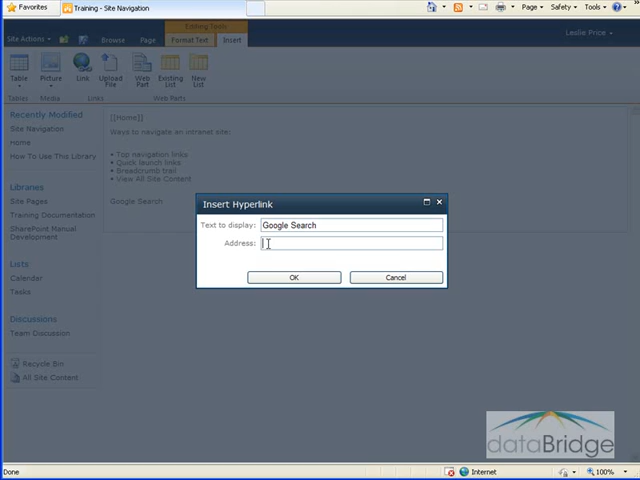 Favorites
Training - Site Navigation
Page
Safety
Tools
Editing Tools
Site Actions
Browse
Page
Format Text
Insert
Leslie Price
Table
Picture
Link
Upload File
Web Part
Existing List
New List
Tables
Media
Links
Web Parts
Recently Modified
Site Navigation
Home
How To Use This Library
Libraries
Site Pages
Training Documentation
SharePoint Manual
Development
Lists
Calendar
Tasks
Discussions
Team Discussion
Recycle Bin
All Site Content
[[Home]]
Ways to navigate an intranet site:
• Top navigation links
• Quick launch links
• Breadcrumb trail
• View All Site Content
Google Search
Insert Hyperlink
Text to display: Google Search
Address:
OK
Cancel
dataBridge
Done
Internet
100%